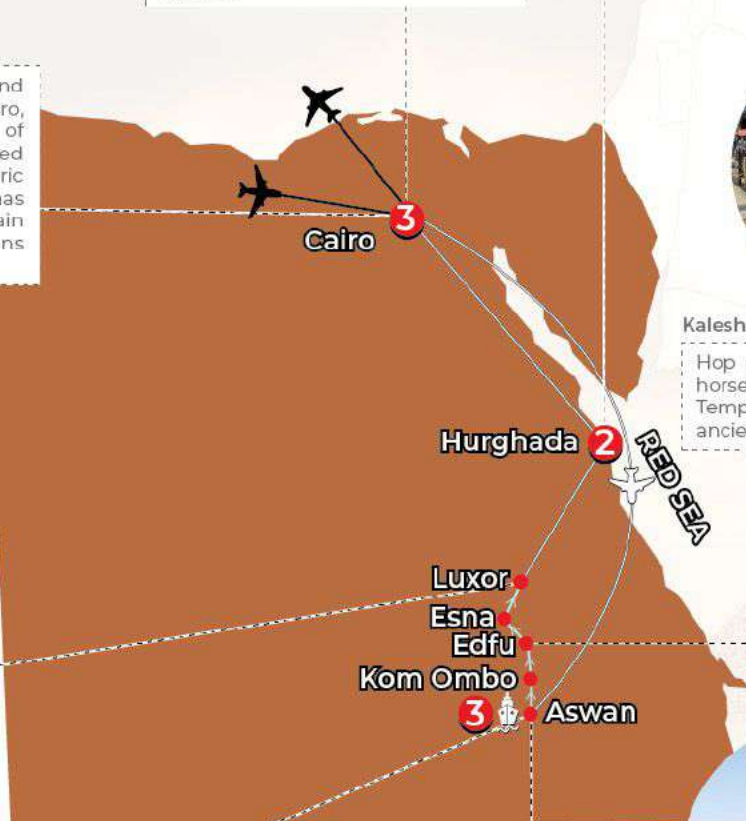 nd
ro,
of
ed
ric
nas
ain
ns
3
Cairo
Kalesh
Hop
horse
Temp
ancie
Hurghada 2
RED SEA
Luxor
Esna
Edfu
Kom Ombo
3 Aswan